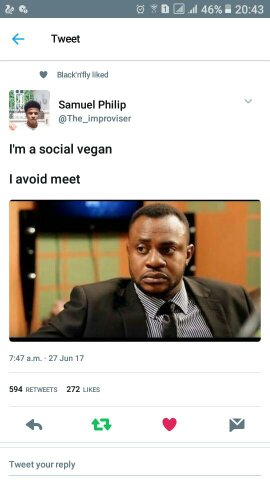 46% 20:43
Tweet
Black'n'fly liked
Samuel Philip
@The_improviser
I'm a social vegan
I avoid meet
7:47 a.m. · 27 Jun 17
594 RETWEETS 272 LIKES
Tweet your reply